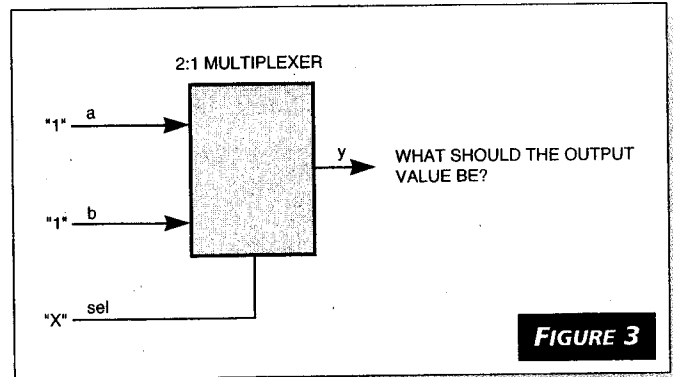 2:1 MULTIPLEXER
"1" a
y
WHAT SHOULD THE OUTPUT
VALUE BE?
"1" b
"X" sel
FIGURE 3